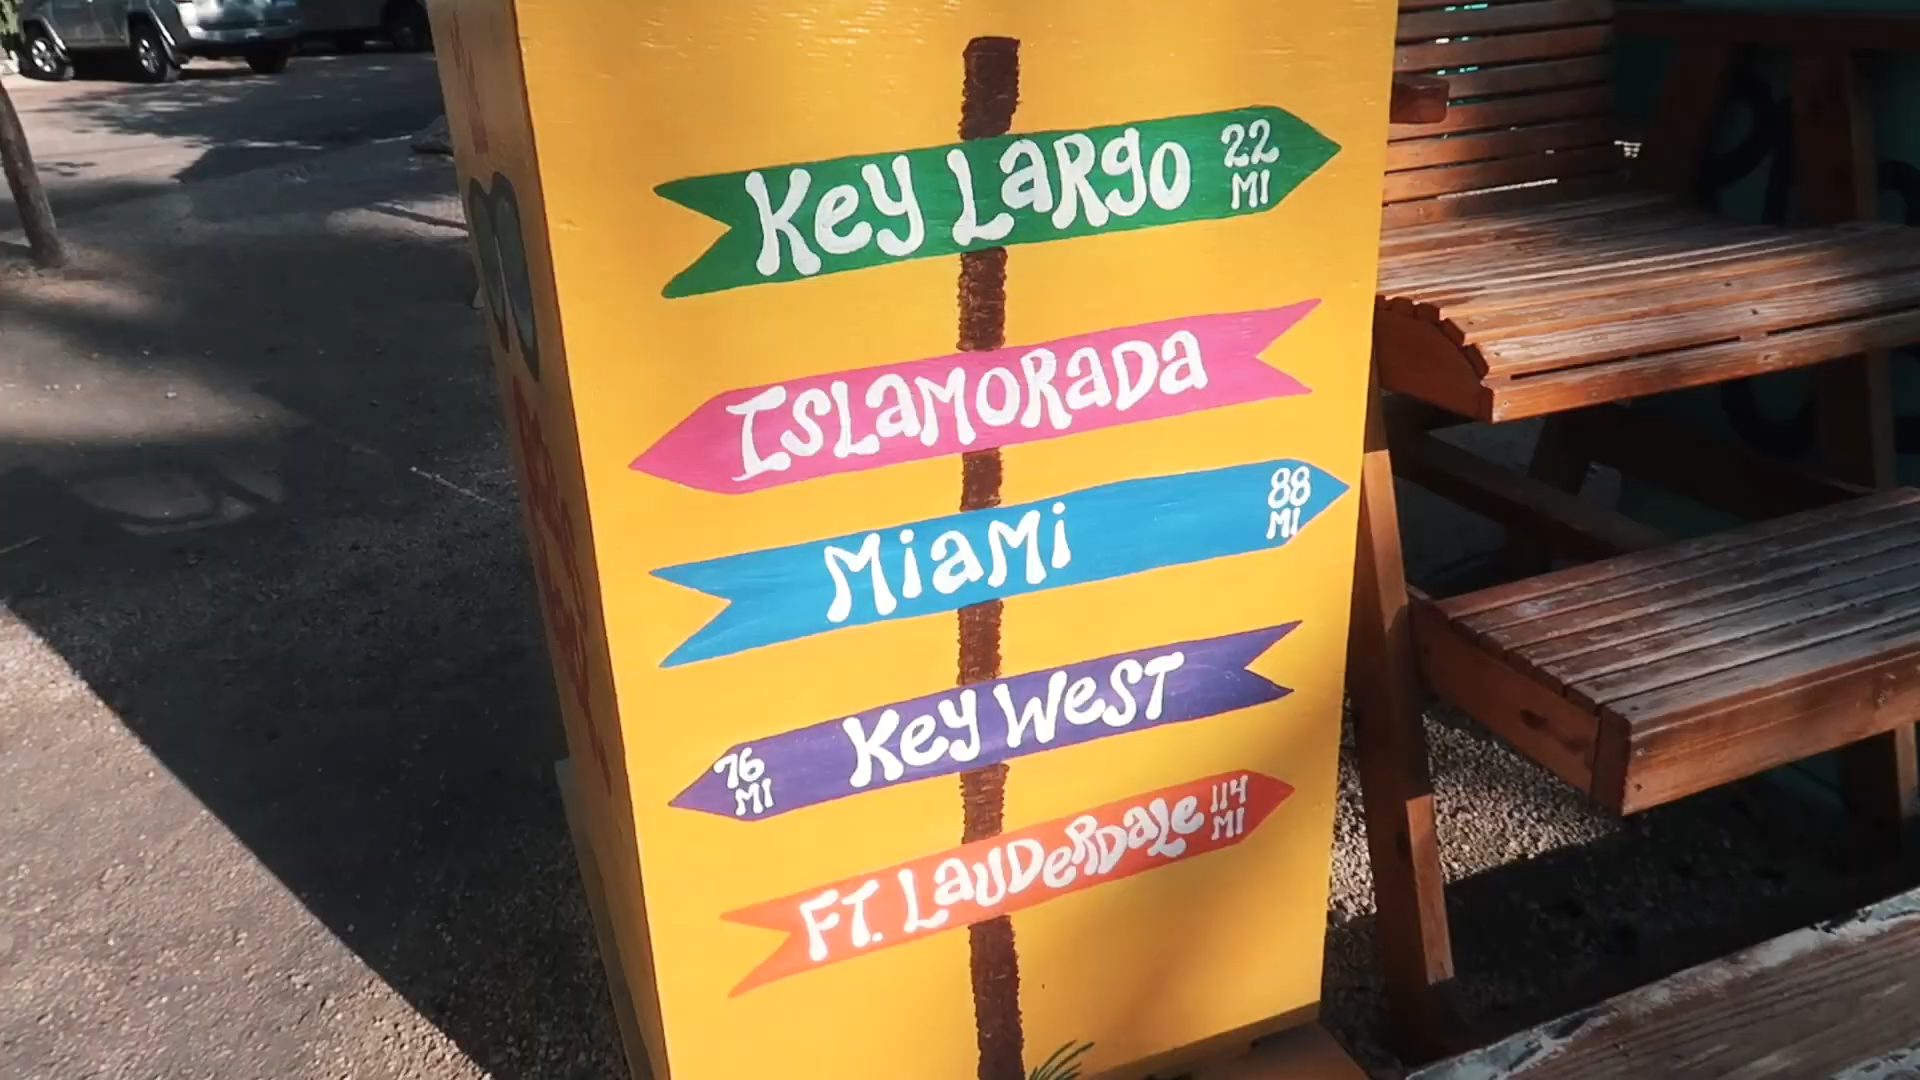 Key Largo 22 MI
Islamorada
Miami 88 MI
76 MI Key West
Ft. Lauderdale 114 MI